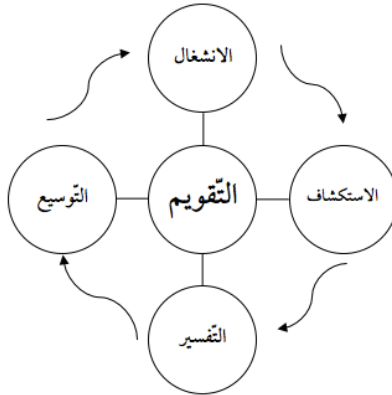 الانشغال
الاستكشاف
التّقويم
التّوسيع
التّفسير